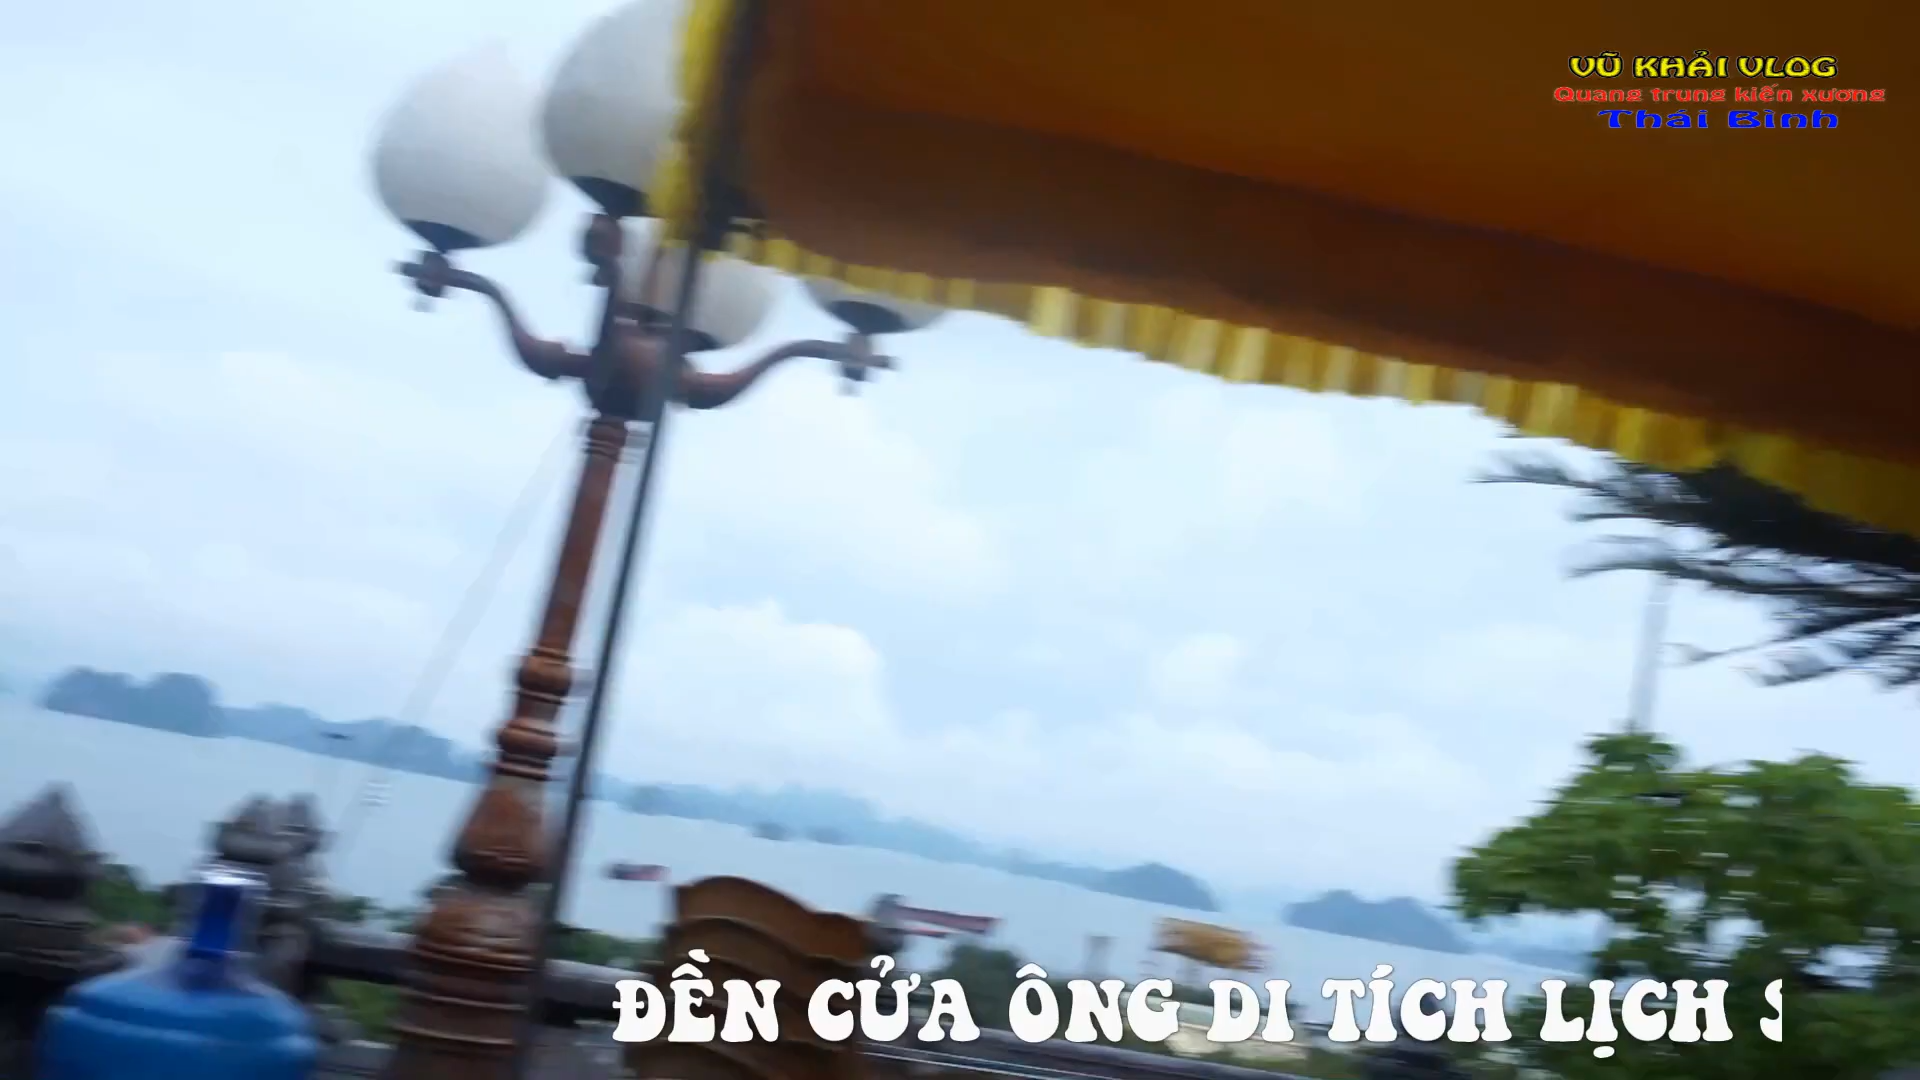 VŨ KHẢI VLOG
Quang trung kiến xương
Thái Bình
ĐỀN CỬA ÔNG DI TÍCH LỊCH